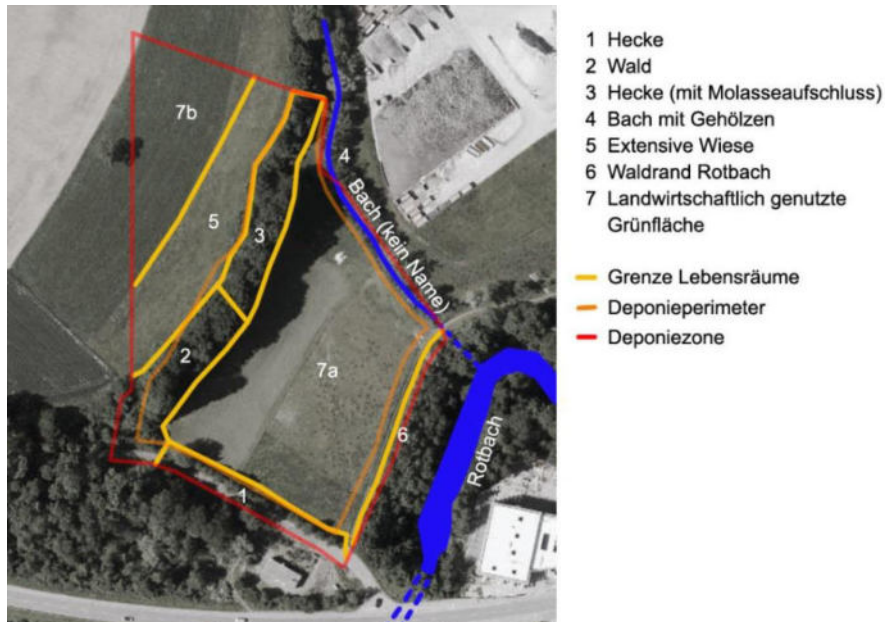 1 Hecke
2 Wald
3 Hecke (mit Molasseaufschluss)
4 Bach mit Gehölzen
5 Extensive Wiese
6 Waldrand Rotbach
7 Landwirtschaftlich genutzte
Grünfläche
Grenze Lebensräume
Deponieperimeter
Deponiezone
7b
4
Bach (kein Name)
5
3
2
7a
6
Rotbach
1